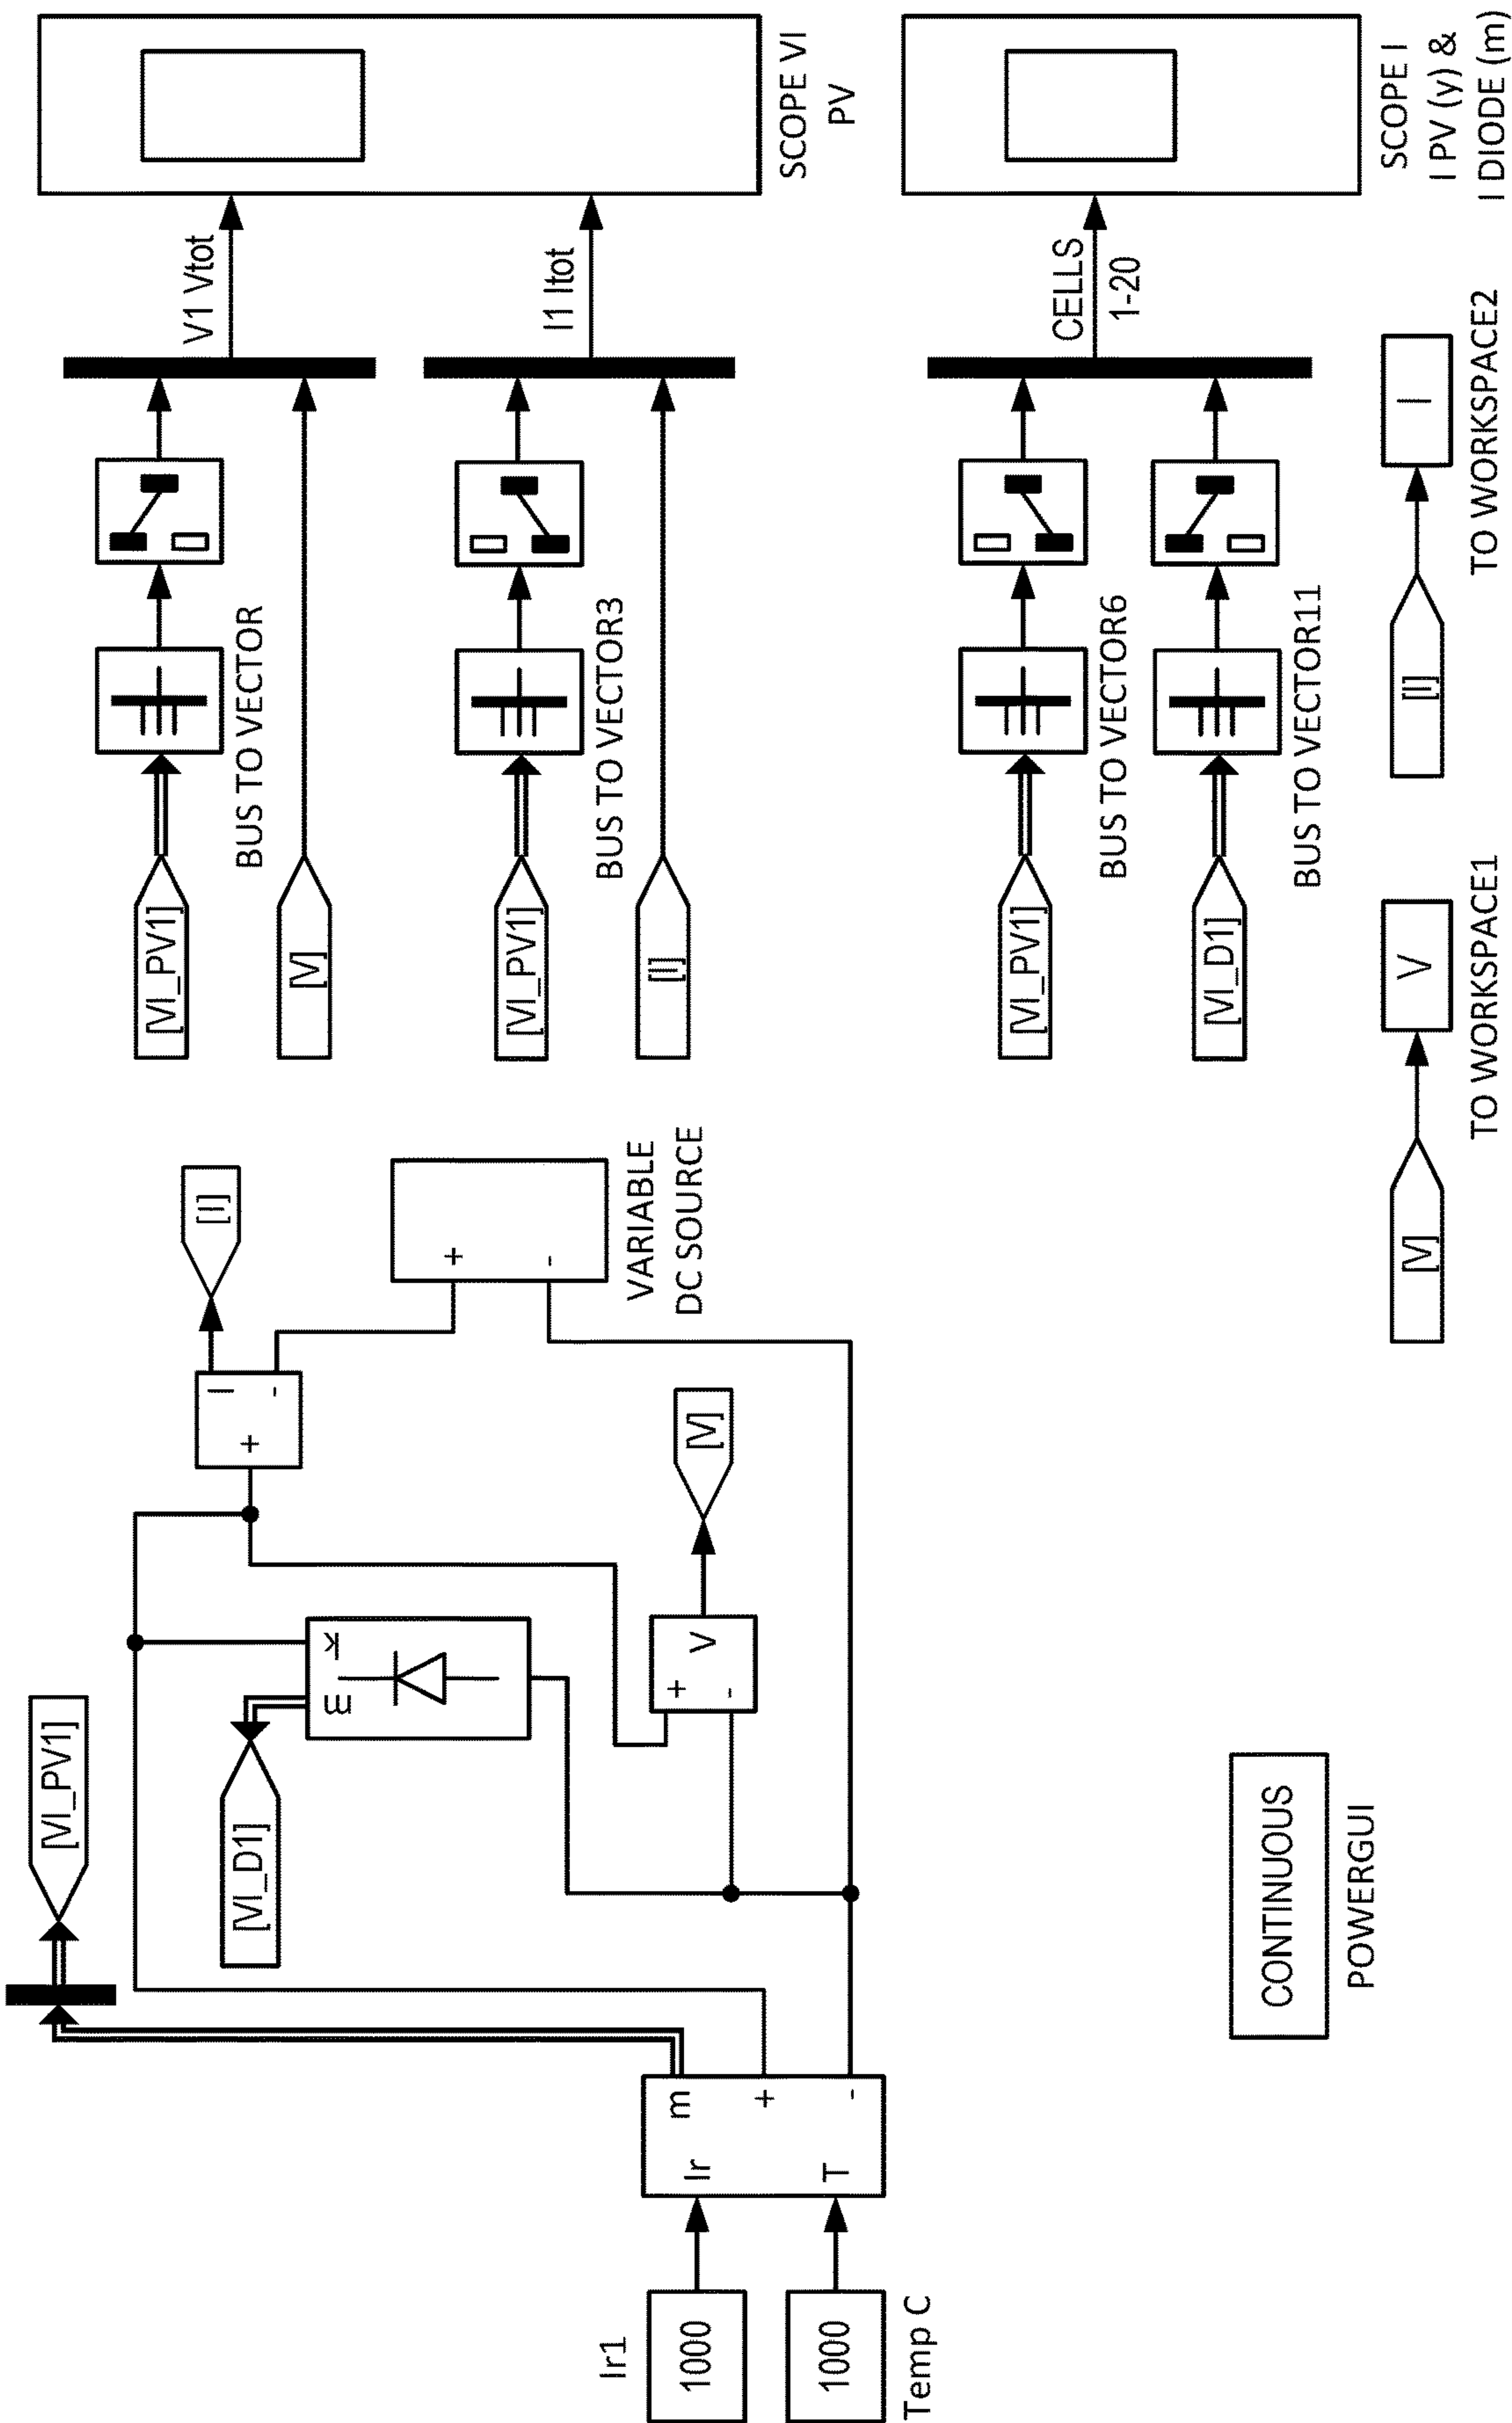 [VI_PV1]
[VI_D1]
m
k
+
I
-
[I]
Ir1
1000
1000
Temp C
Ir
T
m
+
-
+
-
V
[V]
+
-
VARIABLE
DC SOURCE
CONTINUOUS
POWERGUI
[VI_PV1]
BUS TO VECTOR
[V]
V1 Vtot
[VI_PV1]
BUS TO VECTOR3
[I]
I1 Itot
SCOPE VI
PV
[VI_PV1]
BUS TO VECTOR6
[VI_D1]
BUS TO VECTOR11
CELLS
1-20
SCOPE I
I PV (y) &
I DIODE (m)
[V]
V
TO WORKSPACE1
[I]
I
TO WORKSPACE2